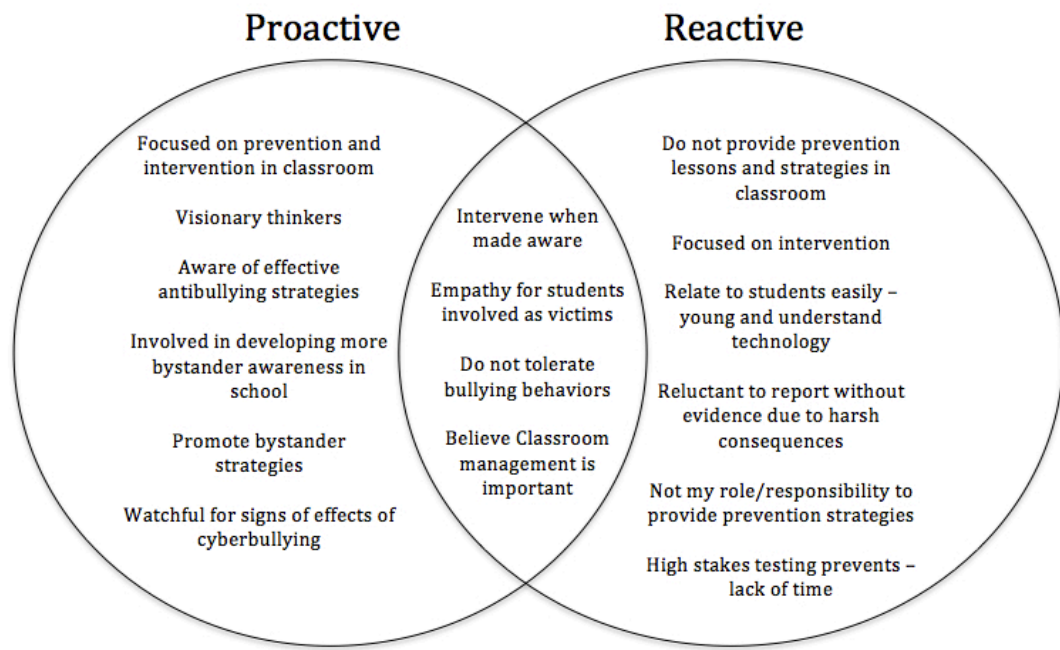 Proactive
Reactive
Focused on prevention and
intervention in classroom
Visionary thinkers
Aware of effective
antibullying strategies
Involved in developing more
bystander awareness in
school
Promote bystander
strategies
Watchful for signs of effects of
cyberbullying
Intervene when
made aware
Empathy for students
involved as victims
Do not tolerate
bullying behaviors
Believe Classroom
management is
important
Do not provide prevention
lessons and strategies in
classroom
Focused on intervention
Relate to students easily –
young and understand
technology
Reluctant to report without
evidence due to harsh
consequences
Not my role/responsibility to
provide prevention strategies
High stakes testing prevents –
lack of time